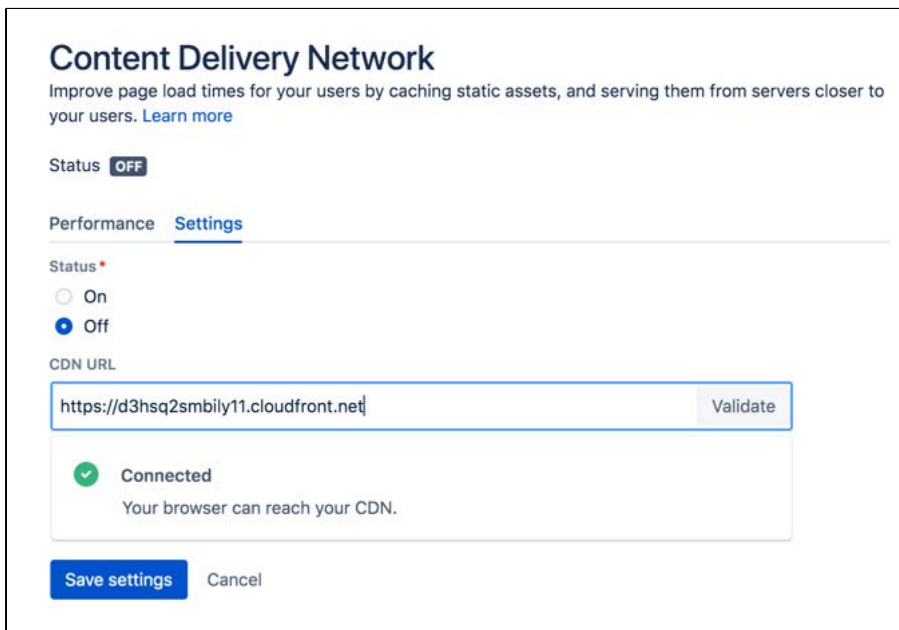 Content Delivery Network
Improve page load times for your users by caching static assets, and serving them from servers closer to
your users. Learn more
Status OFF
Performance Settings
Status*
On
Off
CDN URL
https://d3hsq2smbily11.cloudfront.net Validate
Connected
Your browser can reach your CDN.
Save settings Cancel